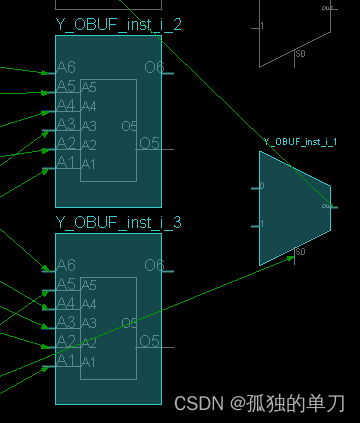 out
Y_OBUF_inst_i_2
1
S0
A6
O6
A5
A5
A4
A4
A3
A3
O5
A2
A2
O5
A1
A1
Y_OBUF_inst_i_1
0
out
1
S0
Y_OBUF_inst_i_3
A6
O6
A5
A5
A4
A4
A3
A3
O5
A2
A2
O5
A1
A1
CSDN @孤独的单刀